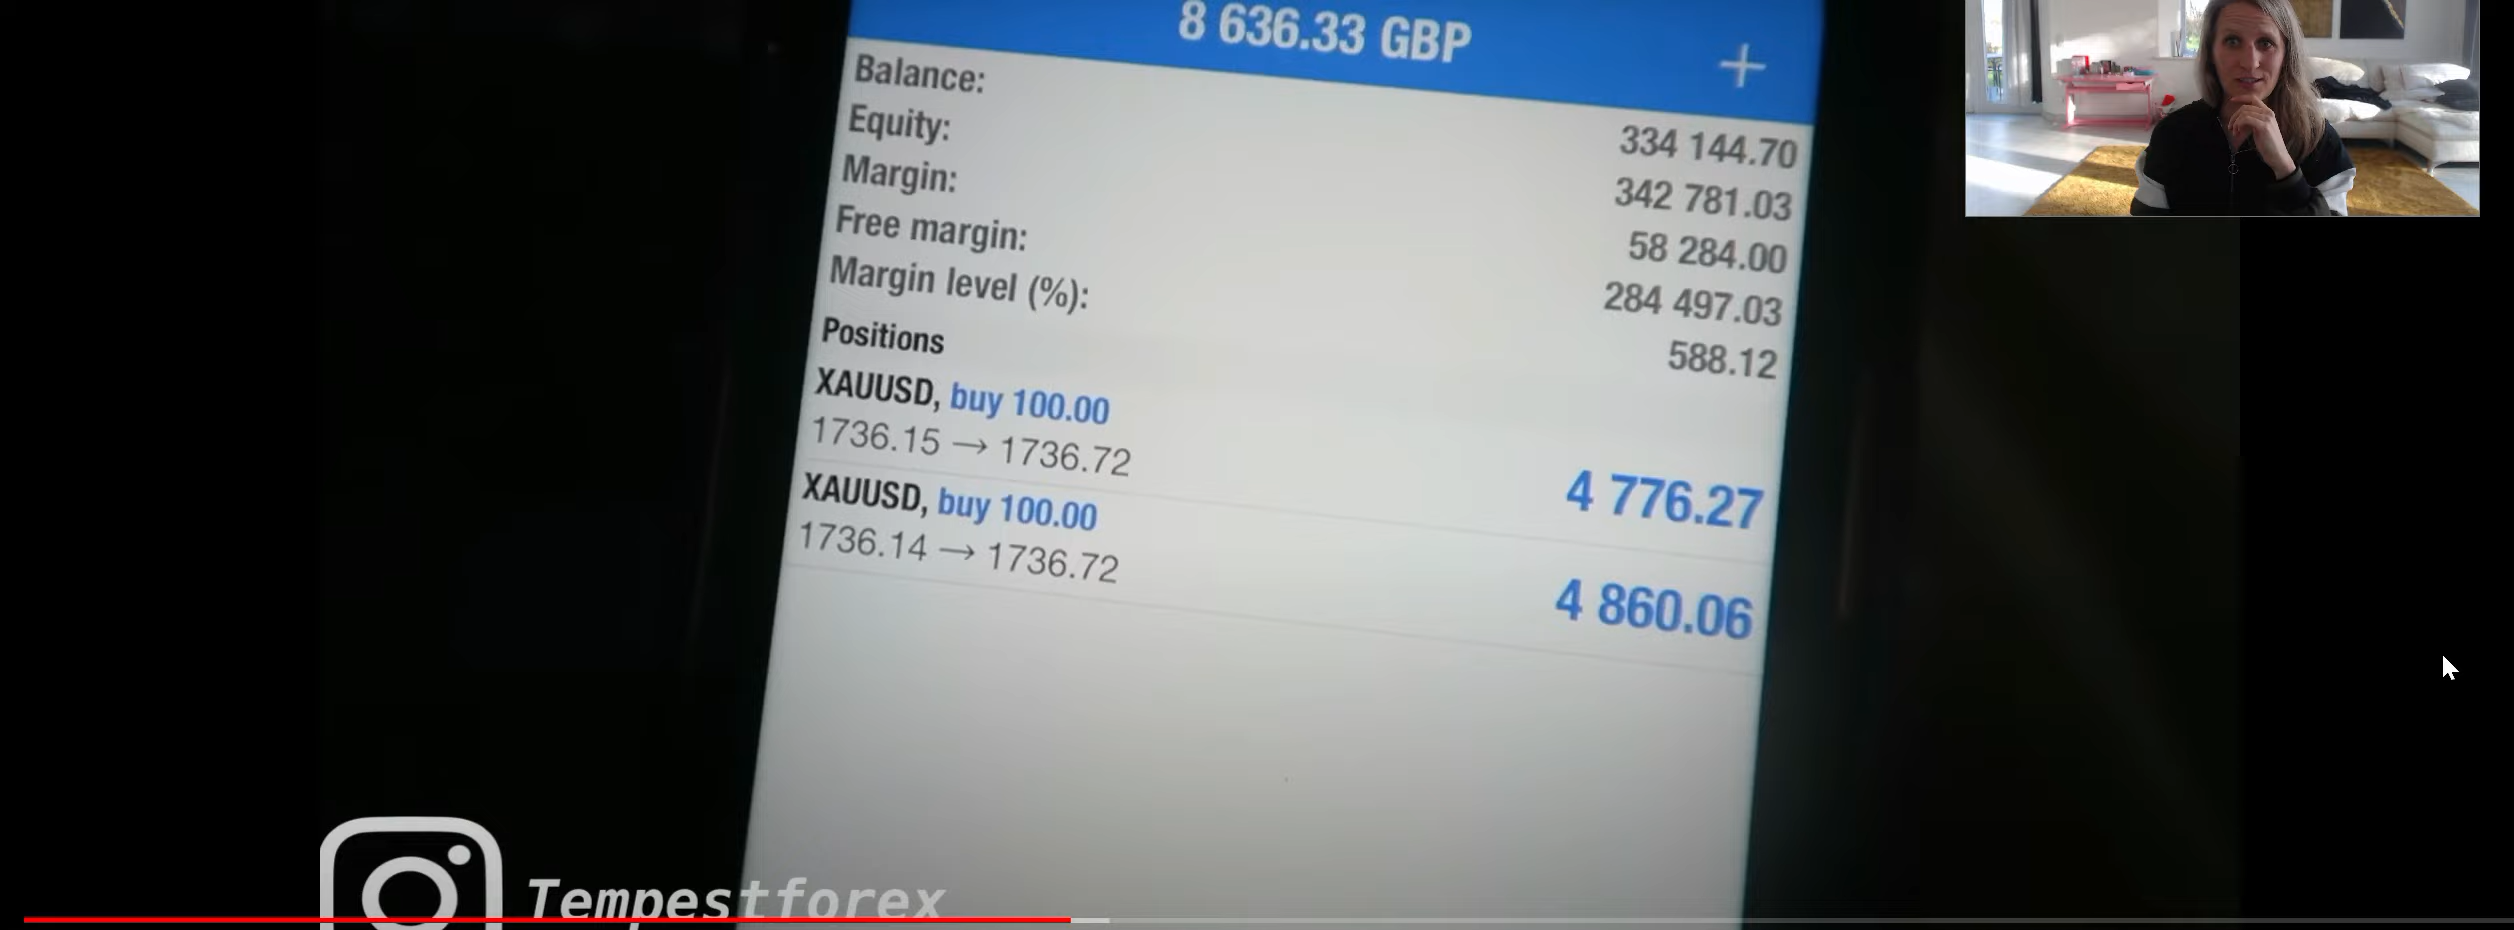 8 636.33 GBP
+
Balance: 334 144.70
Equity: 342 781.03
Margin: 58 284.00
Free margin: 284 497.03
Margin level (%): 588.12
Positions
XAUUSD, buy 100.00
1736.15 → 1736.72 4 776.27
XAUUSD, buy 100.00
1736.14 → 1736.72 4 860.06
Tempestforex